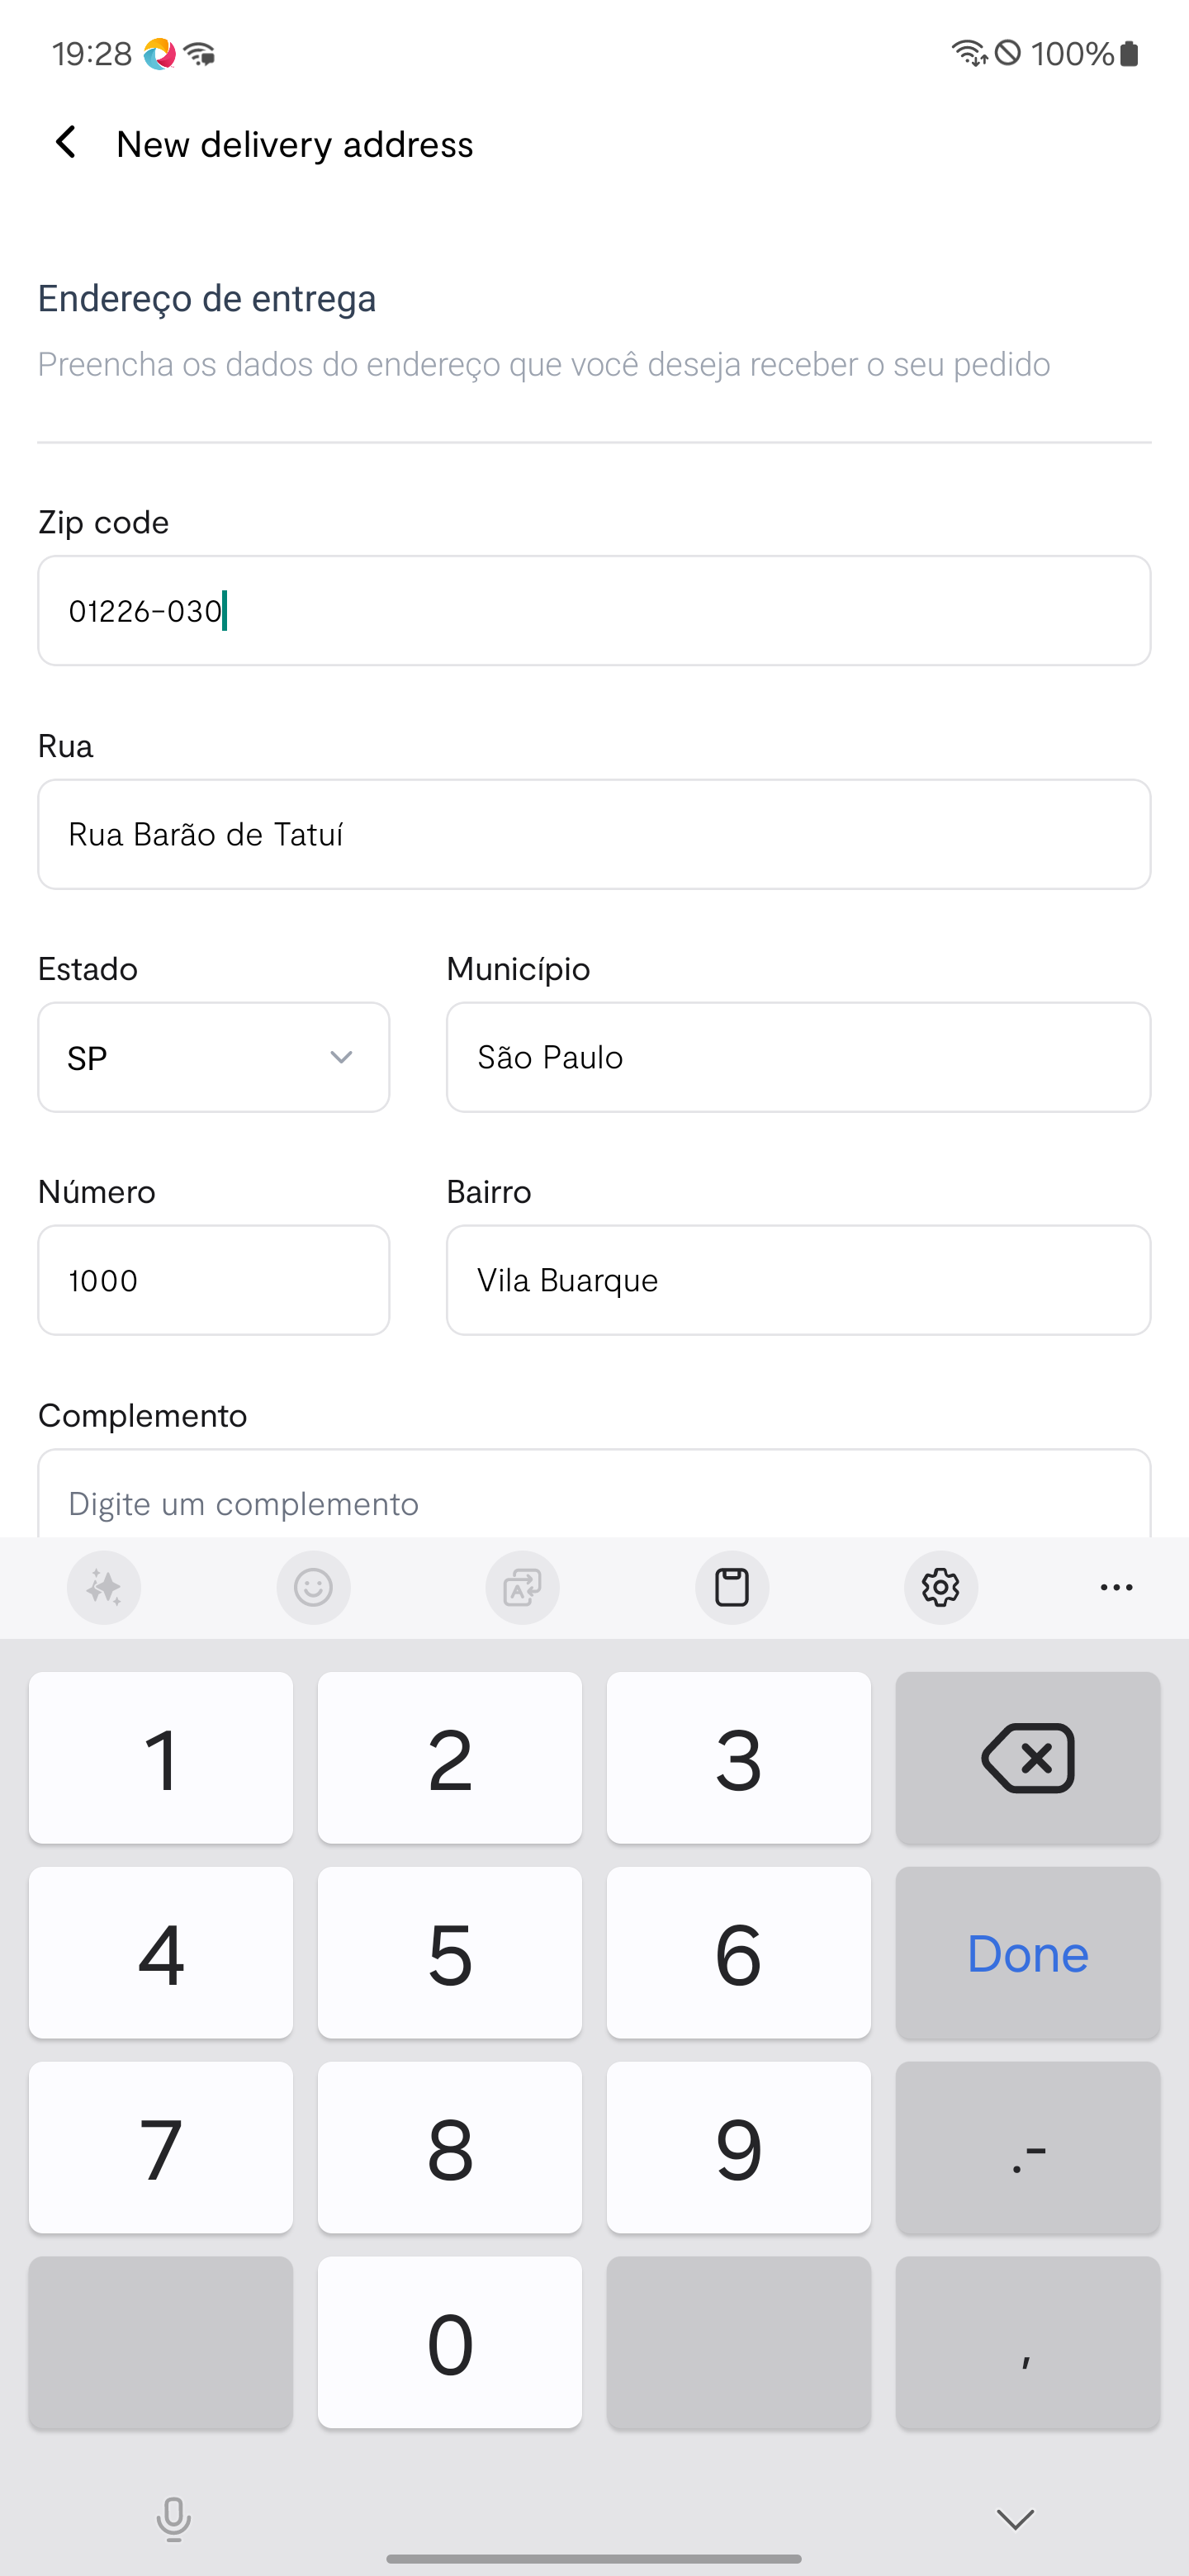 19:28 100%
New delivery address
Endereço de entrega
Preencha os dados do endereço que você deseja receber o seu pedido
Zip code
01226-030
Rua
Rua Barão de Tatuí
Estado Município
SP São Paulo
Número Bairro
1000 Vila Buarque
Complemento
Digite um complemento
1 2 3
4 5 6 Done
7 8 9 .-
0 ,